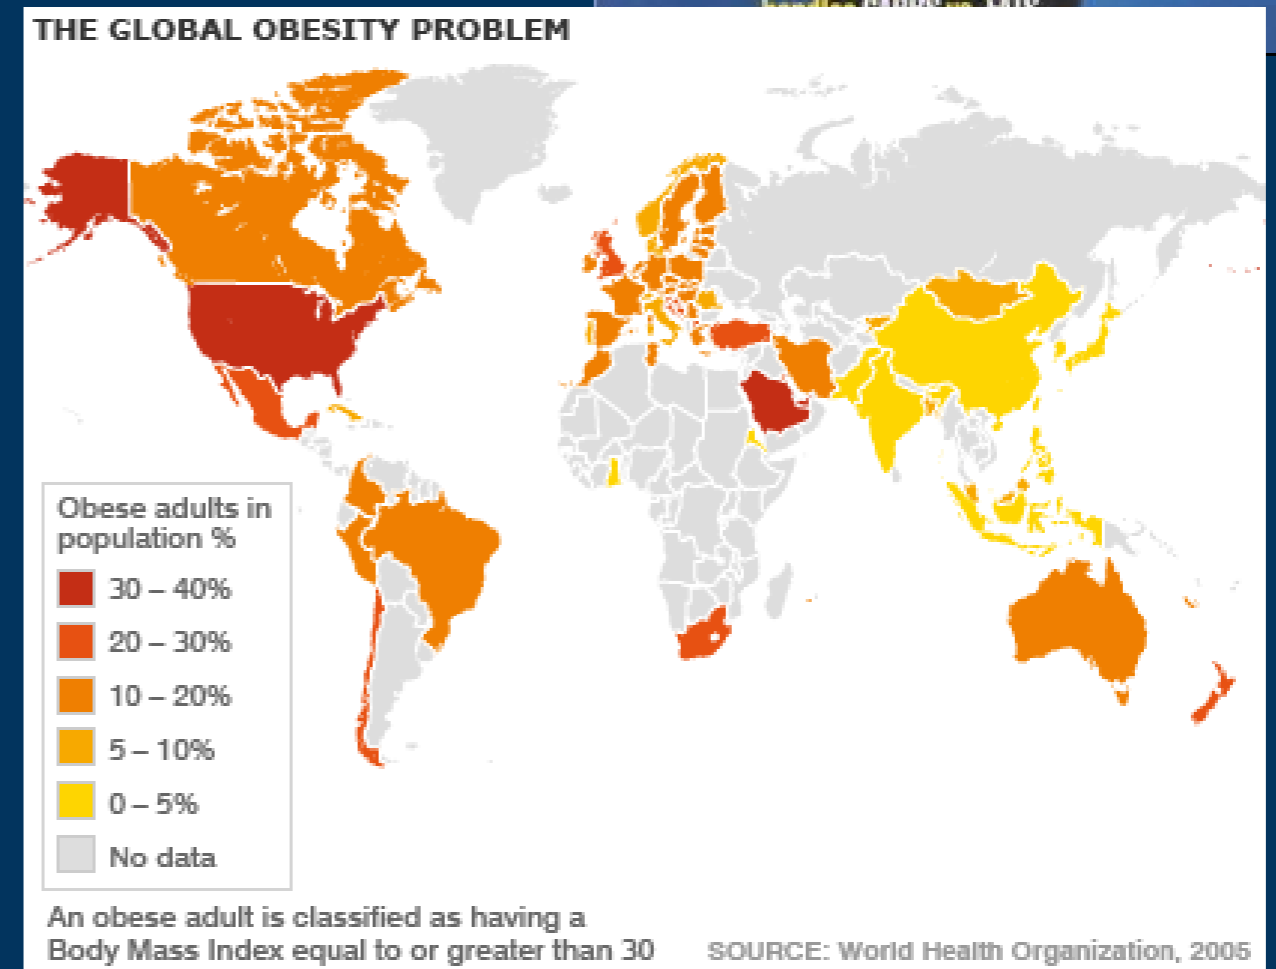 THE GLOBAL OBESITY PROBLEM
Obese adults in
population %
30 – 40%
20 – 30%
10 – 20%
5 – 10%
0 – 5%
No data
An obese adult is classified as having a
Body Mass Index equal to or greater than 30
SOURCE: World Health Organization, 2005